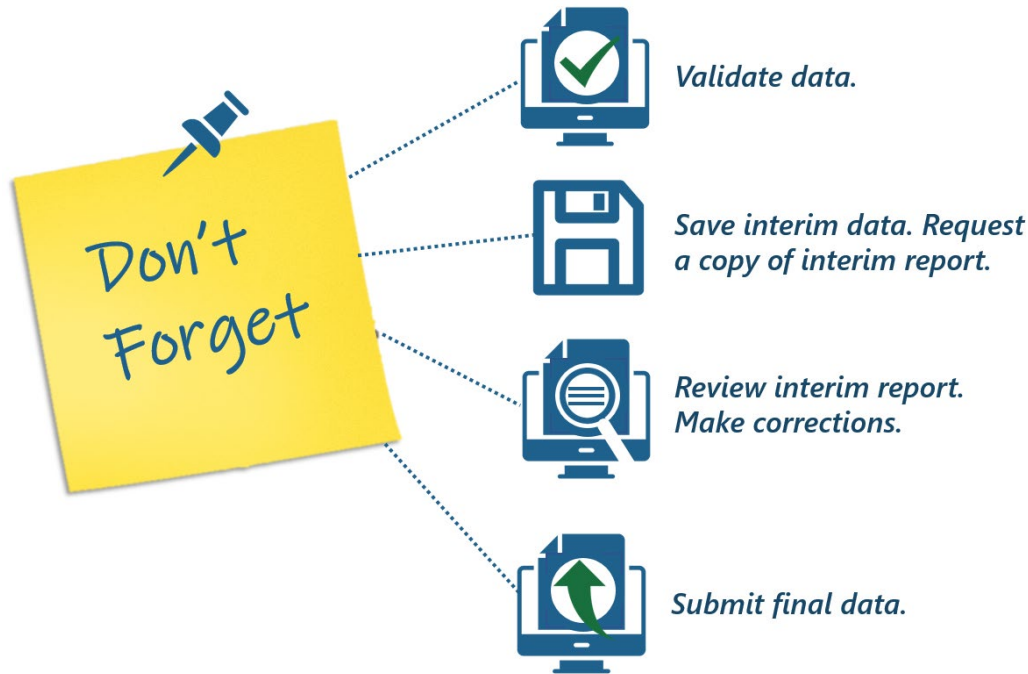 Don't
Forget
Validate data.
Save interim data. Request
a copy of interim report.
Review interim report.
Make corrections.
Submit final data.